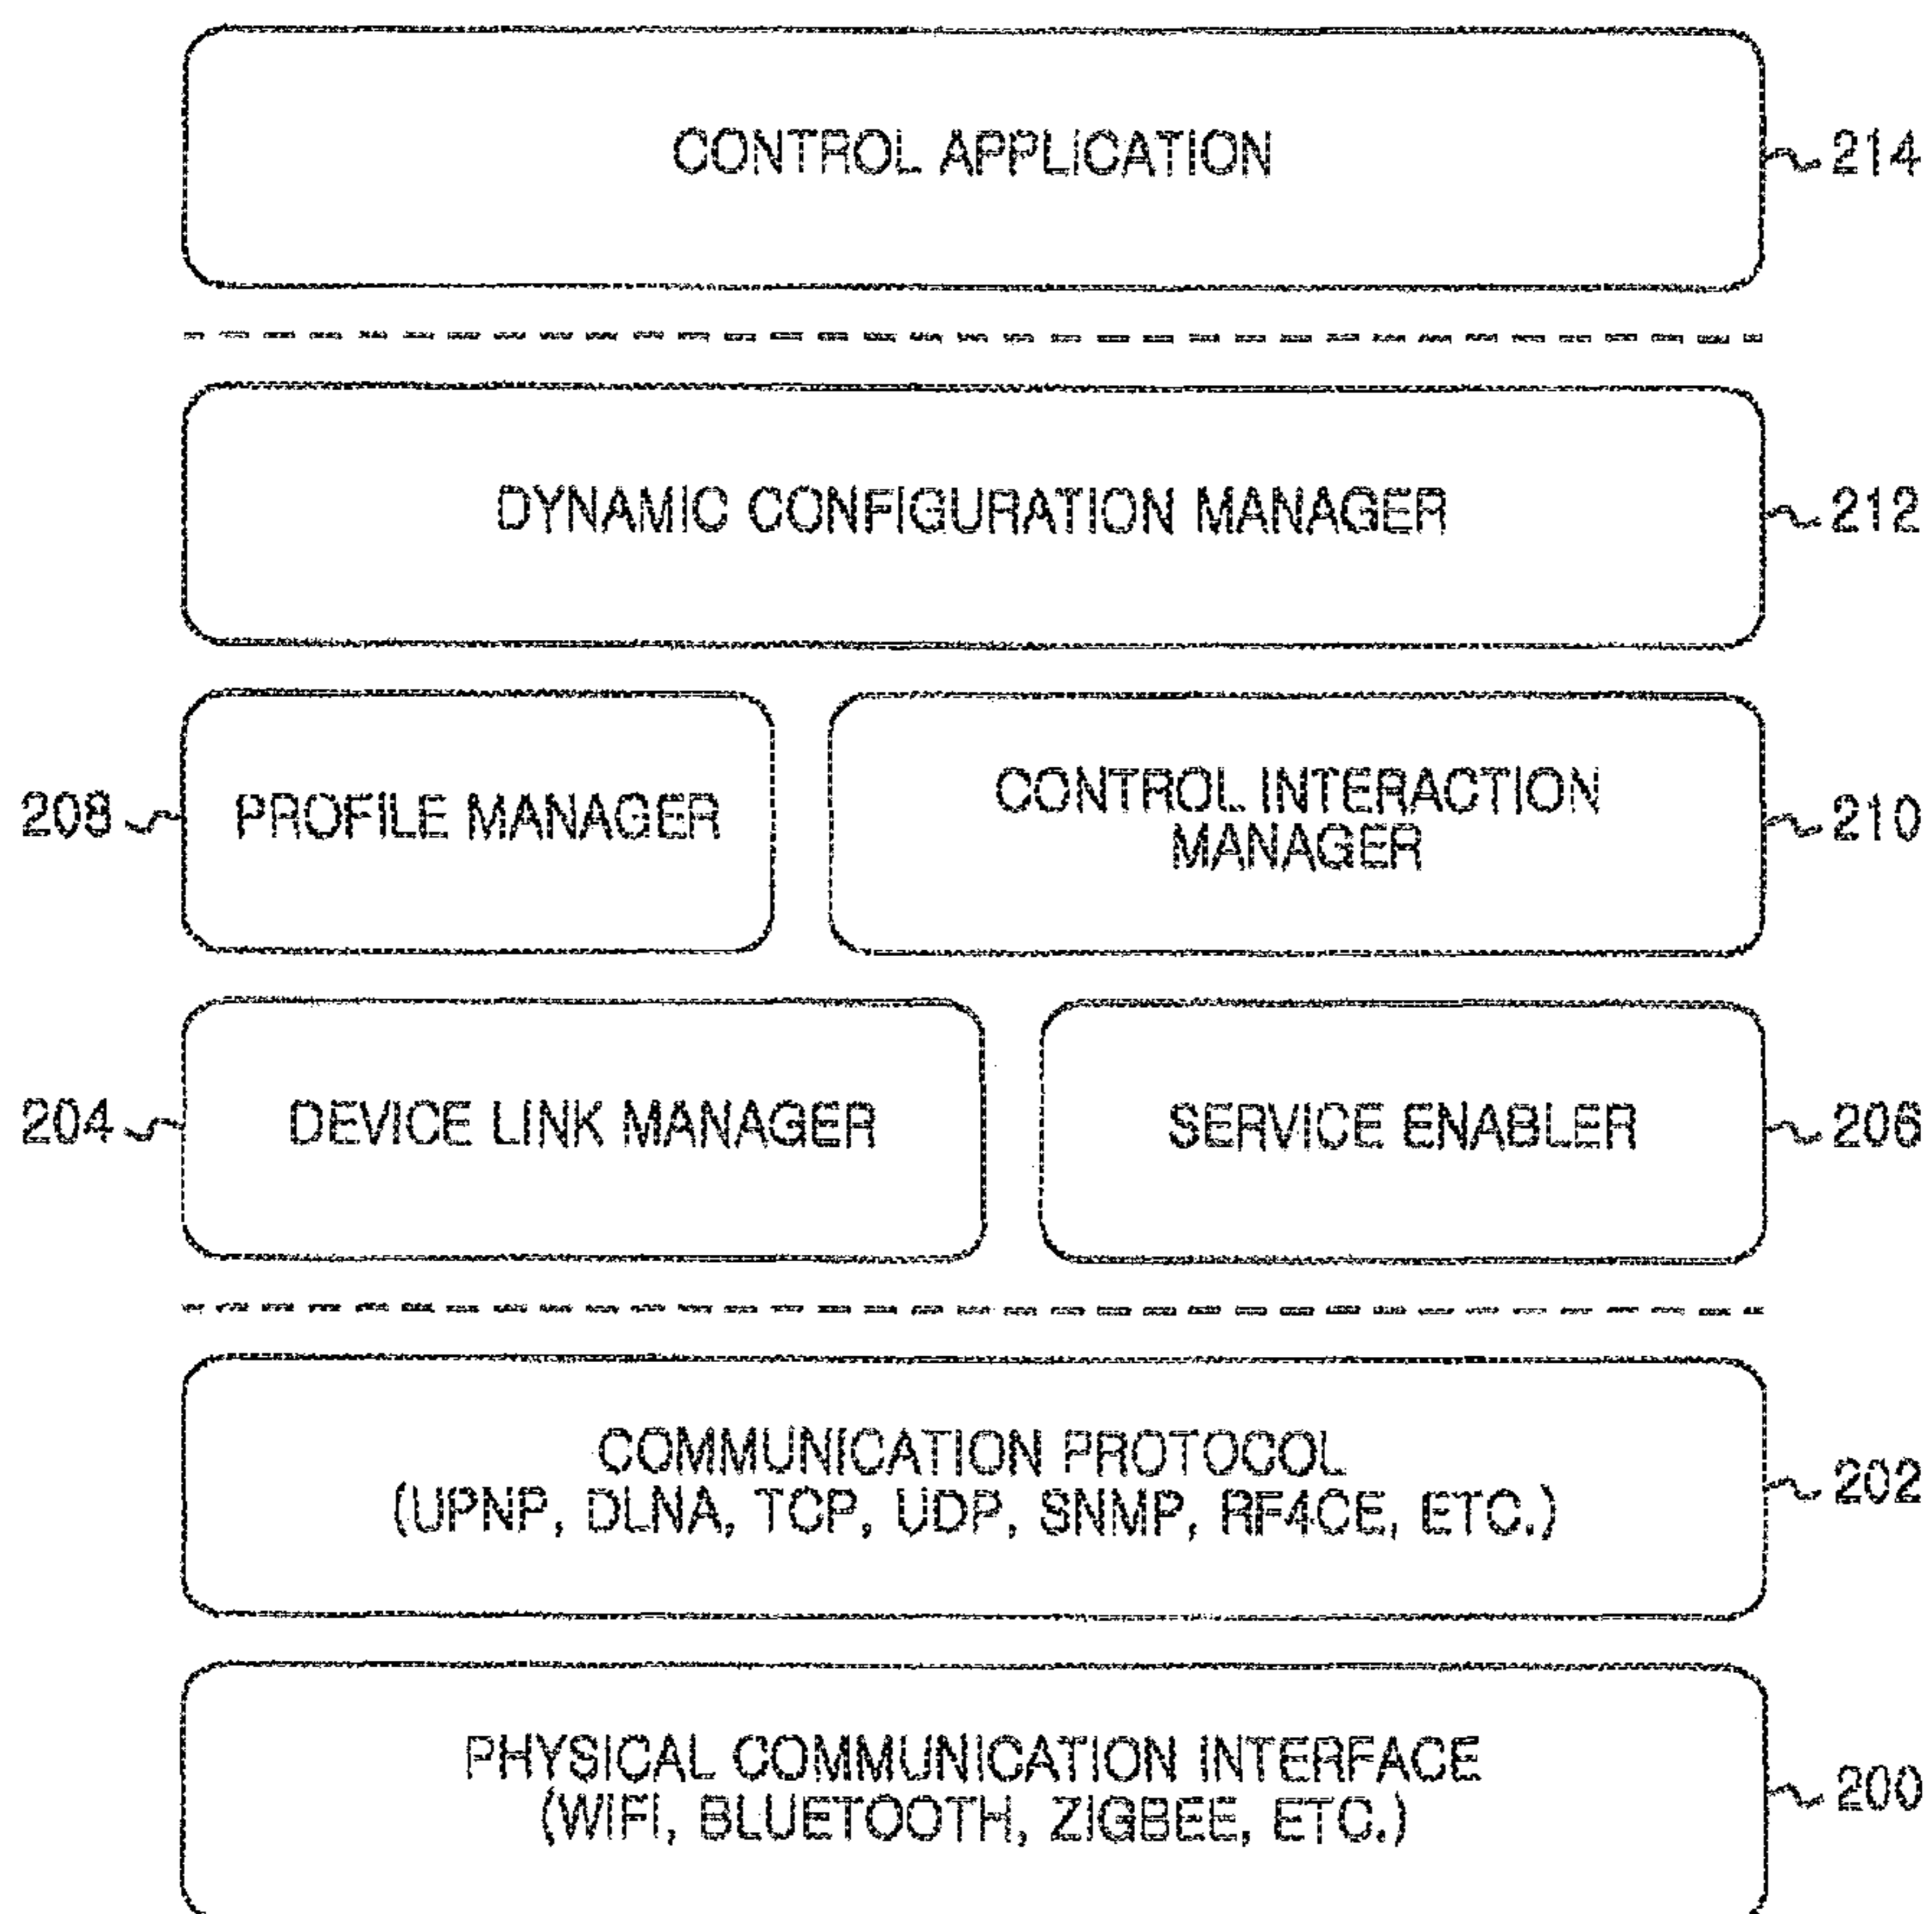 CONTROL APPLICATION
214
DYNAMIC CONFIGURATION MANAGER
212
208
PROFILE MANAGER
CONTROL INTERACTION
MANAGER
210
204
DEVICE LINK MANAGER
SERVICE ENABLER
206
COMMUNICATION PROTOCOL
(UPNP, DLNA, TCP, UDP, SNMP, RF4CE, ETC.)
202
PHYSICAL COMMUNICATION INTERFACE
(WIFI, BLUETOOTH, ZIGBEE, ETC.)
200